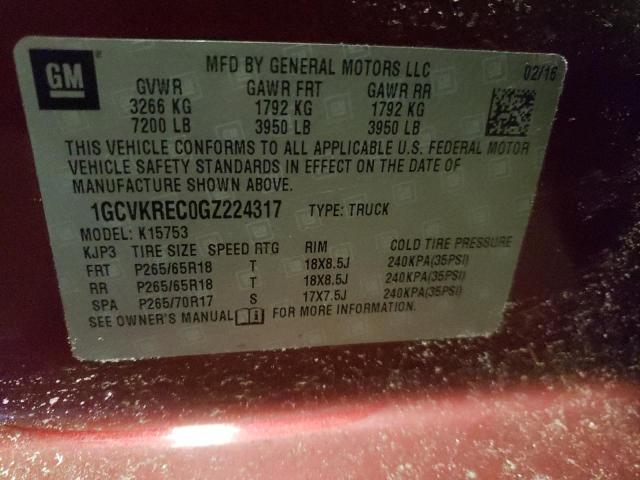 GM ®
MFD BY GENERAL MOTORS LLC 02/16
GVWR GAWR FRT GAWR RR
3266 KG 1792 KG 1792 KG
7200 LB 3950 LB 3950 LB
THIS VEHICLE CONFORMS TO ALL APPLICABLE U.S. FEDERAL MOTOR
VEHICLE SAFETY STANDARDS IN EFFECT ON THE DATE OF
MANUFACTURE SHOWN ABOVE.
1GCVKREC0GZ224317 TYPE: TRUCK
MODEL: K15753
KJP3 TIRE SIZE SPEED RTG RIM COLD TIRE PRESSURE
FRT P265/65R18 T 18X8.5J 240KPA(35PSI)
RR P265/65R18 T 18X8.5J 240KPA(35PSI)
SPA P265/70R17 S 17X7.5J 240KPA(35PSI)
SEE OWNER'S MANUAL FOR MORE INFORMATION.